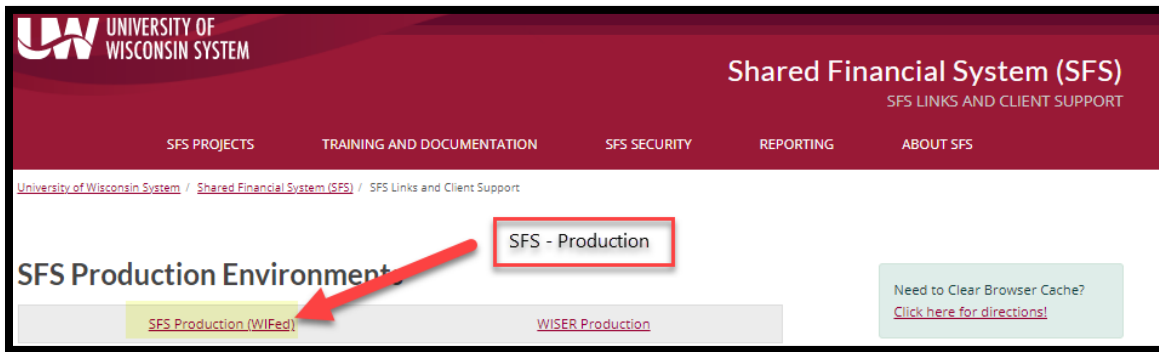 UNIVERSITY OF
WISCONSIN SYSTEM
Shared Financial System (SFS)
SFS LINKS AND CLIENT SUPPORT
SFS PROJECTS TRAINING AND DOCUMENTATION SFS SECURITY REPORTING ABOUT SFS
University of Wisconsin System / Shared Financial System (SFS) / SFS Links and Client Support
SFS - Production
SFS Production Environments
SFS Production (WIFed) WISER Production
Need to Clear Browser Cache?
Click here for directions!